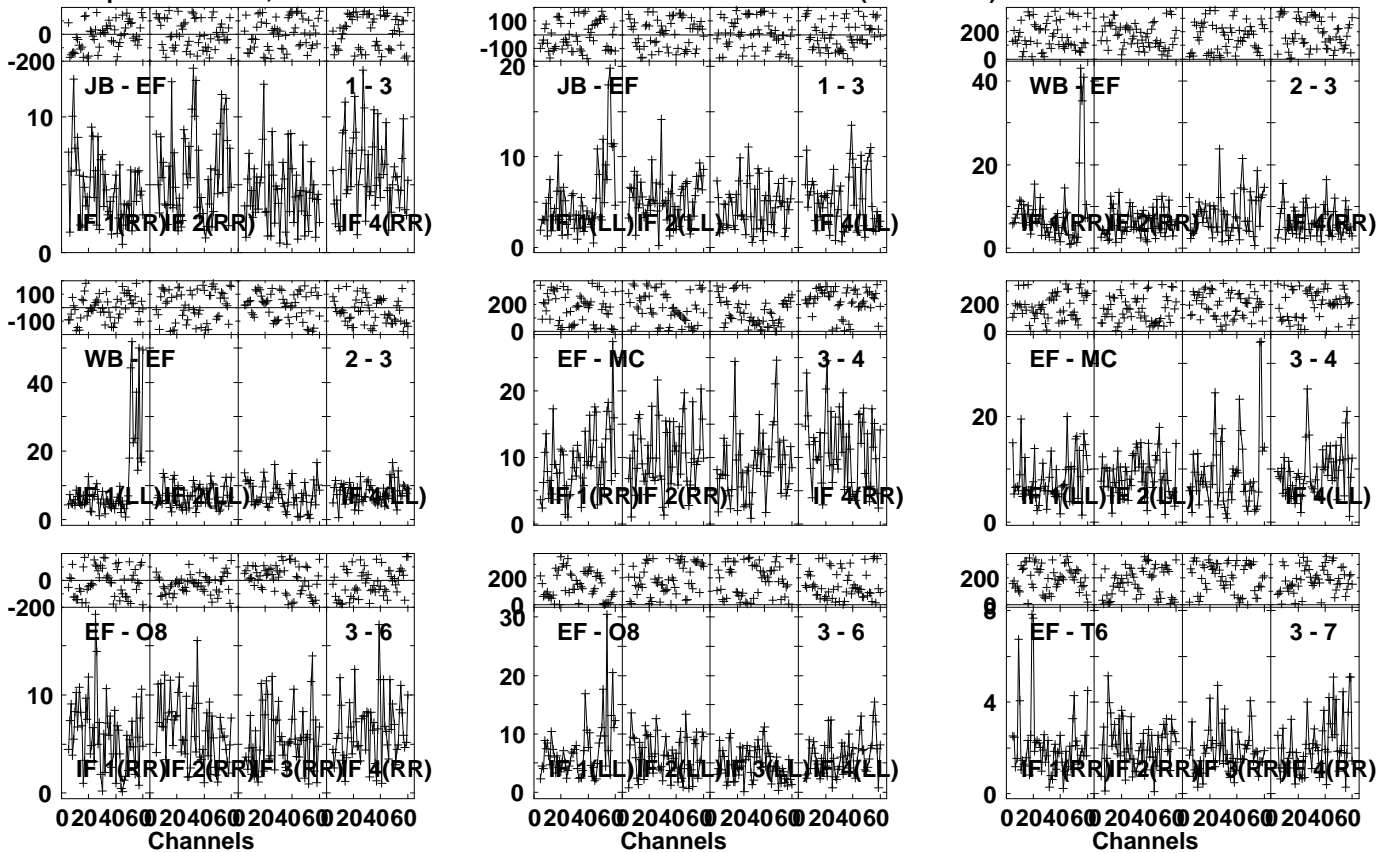 0
-200
10
0
JB - EF
1 - 3
IF 1(RR)
IF 2(RR)
IF 4(RR)
100
-100
20
10
0
JB - EF
1 - 3
IF 1(LL)
IF 2(LL)
IF 4(LL)
200
0
40
20
0
WB - EF
2 - 3
IF 1(RR)
IF 2(RR)
IF 4(RR)
100
-100
40
20
0
WB - EF
2 - 3
IF 1(LL)
IF 2(LL)
IF 4(LL)
200
0
20
10
0
EF - MC
3 - 4
IF 1(RR)
IF 2(RR)
IF 4(RR)
200
0
20
0
EF - MC
3 - 4
IF 1(LL)
IF 2(LL)
IF 4(LL)
0
-200
10
0
EF - O8
3 - 6
IF 1(RR)
IF 2(RR)
IF 3(RR)
IF 4(RR)
0 20 40 60 0 20 40 60 0 20 40 60 0 20 40 60
Channels
200
0
30
20
10
0
EF - O8
3 - 6
IF 1(LL)
IF 2(LL)
IF 3(LL)
IF 4(LL)
0 20 40 60 0 20 40 60 0 20 40 60 0 20 40 60
Channels
200
0
8
4
0
EF - T6
3 - 7
IF 1(RR)
IF 2(RR)
IF 3(RR)
IF 4(RR)
0 20 40 60 0 20 40 60 0 20 40 60 0 20 40 60
Channels